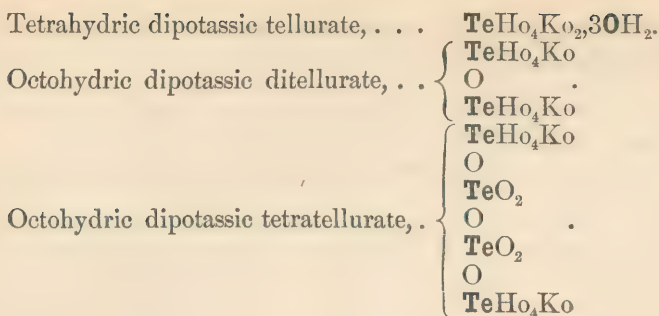 Tetrahydric dipotassic tellurate, . . . TeHo₄Ko₂,3OH₂.
Octohydric dipotassic ditellurate, . . { TeHo₄Ko
O
TeHo₄Ko .
Octohydric dipotassic tetratellurate, . { TeHo₄Ko
O
TeO₂
O
TeO₂
O
TeHo₄Ko .